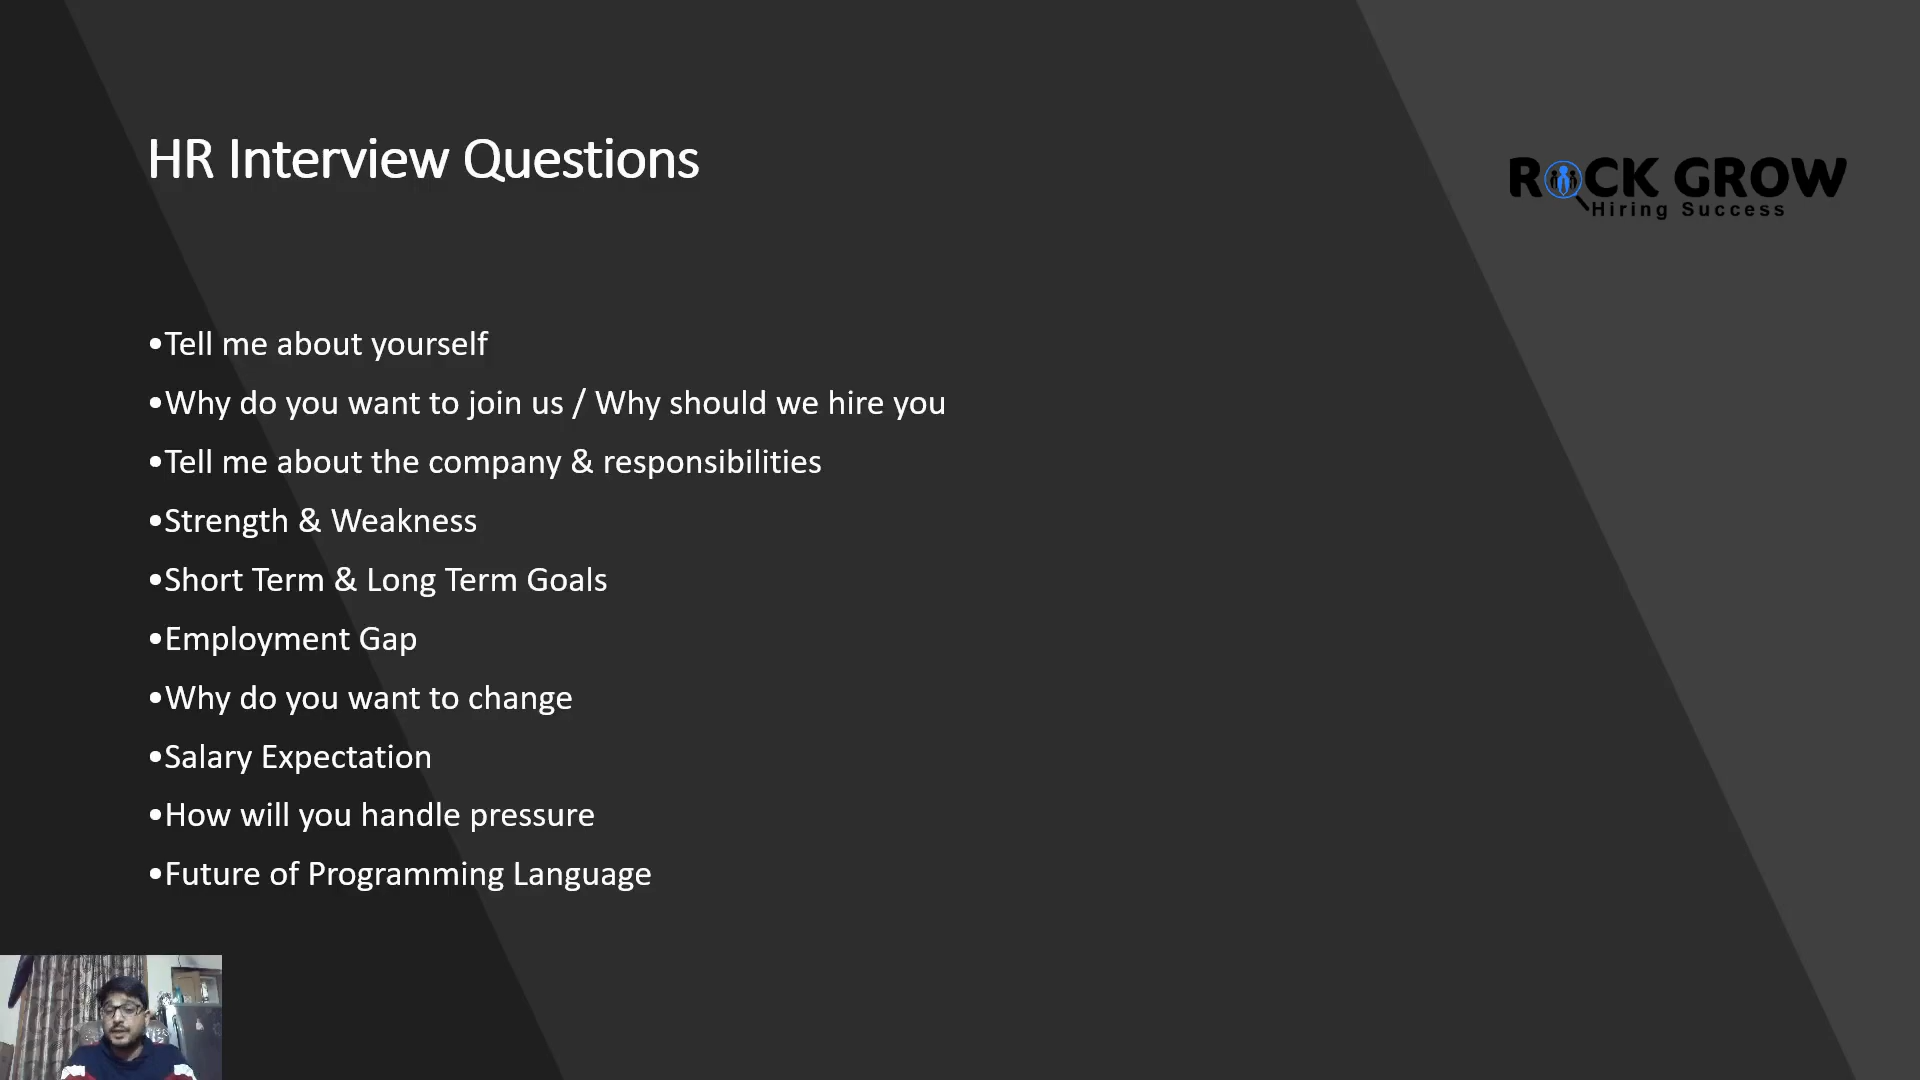 HR Interview Questions
ROCK GROW
Hiring Success
•Tell me about yourself
•Why do you want to join us / Why should we hire you
•Tell me about the company & responsibilities
•Strength & Weakness
•Short Term & Long Term Goals
•Employment Gap
•Why do you want to change
•Salary Expectation
•How will you handle pressure
•Future of Programming Language